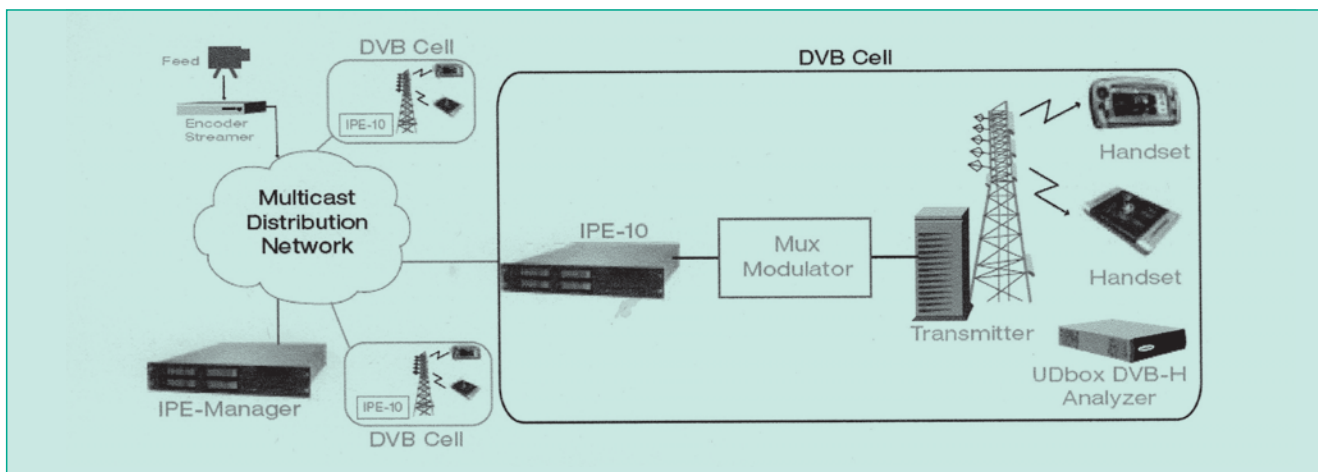 Feed
Encoder
Streamer
DVB Cell
IPE-10
Multicast
Distribution
Network
IPE-Manager
IPE-10
DVB Cell
DVB Cell
IPE-10
Mux
Modulator
Transmitter
Handset
Handset
UDbox DVB-H
Analyzer